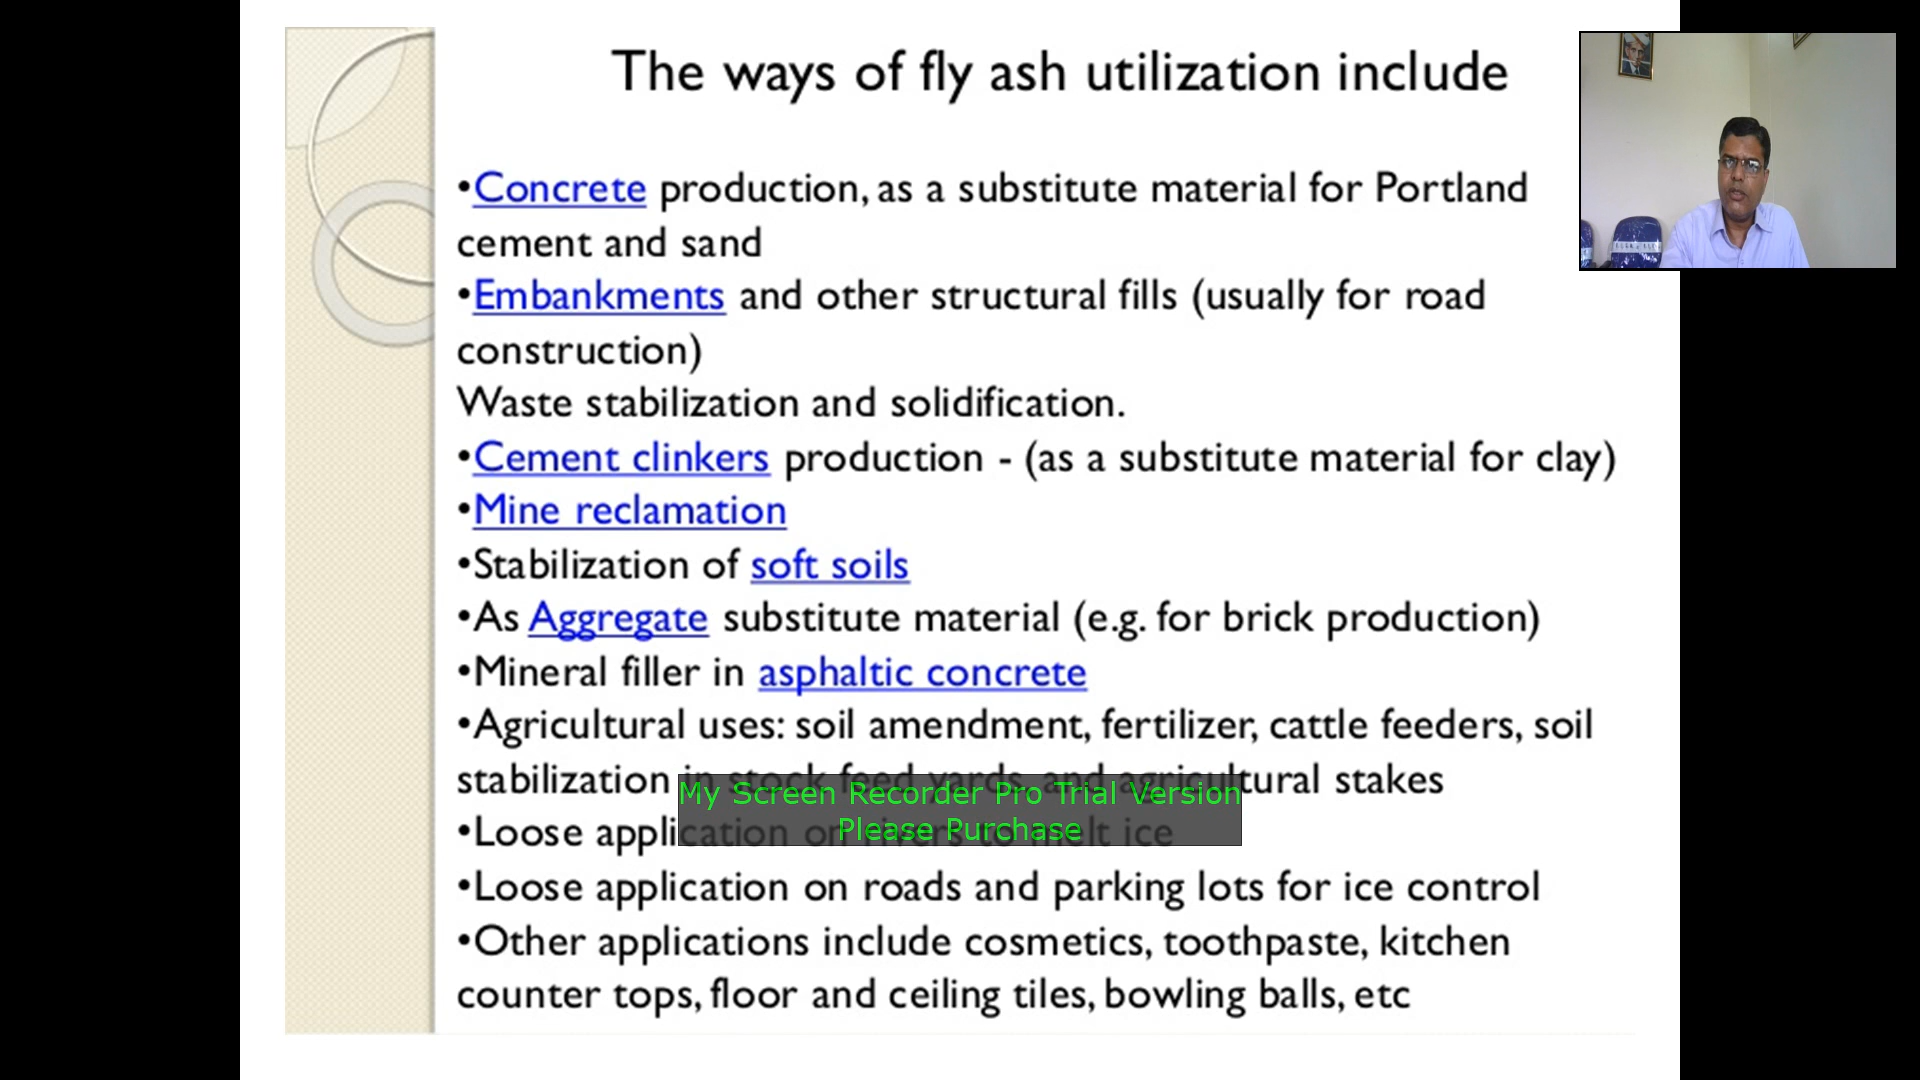 The ways of fly ash utilization include
•Concrete production, as a substitute material for Portland
cement and sand
•Embankments and other structural fills (usually for road
construction)
Waste stabilization and solidification.
•Cement clinkers production - (as a substitute material for clay)
•Mine reclamation
•Stabilization of soft soils
•As Aggregate substitute material (e.g. for brick production)
•Mineral filler in asphaltic concrete
•Agricultural uses: soil amendment, fertilizer, cattle feeders, soil
stabilization in stock feed yards, and agricultural stakes
•Loose application on rivers to melt ice
•Loose application on roads and parking lots for ice control
•Other applications include cosmetics, toothpaste, kitchen
counter tops, floor and ceiling tiles, bowling balls, etc
My Screen Recorder Pro Trial Version
Please Purchase